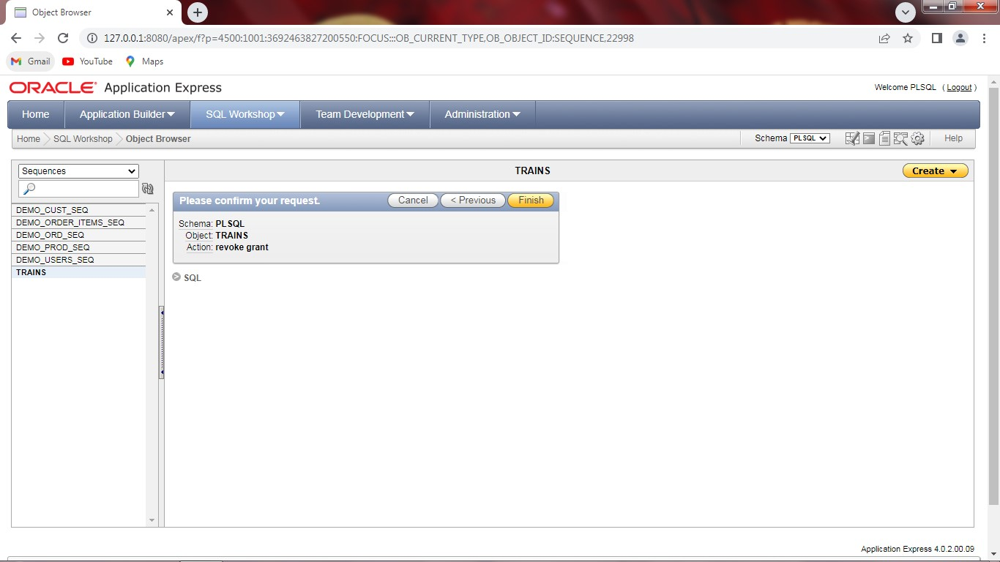 Object Browser
127.0.0.1:8080/apex/f?p=4500:1001:3692463827200550:FOCUS:::OB_CURRENT_TYPE,OB_OBJECT_ID:SEQUENCE,22998
Gmail YouTube Maps
ORACLE Application Express
Welcome PLSQL ( Logout )
Home Application Builder SQL Workshop Team Development Administration
Home SQL Workshop Object Browser
Schema PLSQL
Help
Sequences
TRAINS
Create
DEMO_CUST_SEQ
DEMO_ORDER_ITEMS_SEQ
DEMO_ORD_SEQ
DEMO_PROD_SEQ
DEMO_USERS_SEQ
TRAINS
Please confirm your request.
Cancel < Previous Finish
Schema: PLSQL
Object: TRAINS
Action: revoke grant
SQL
Application Express 4.0.2.00.09